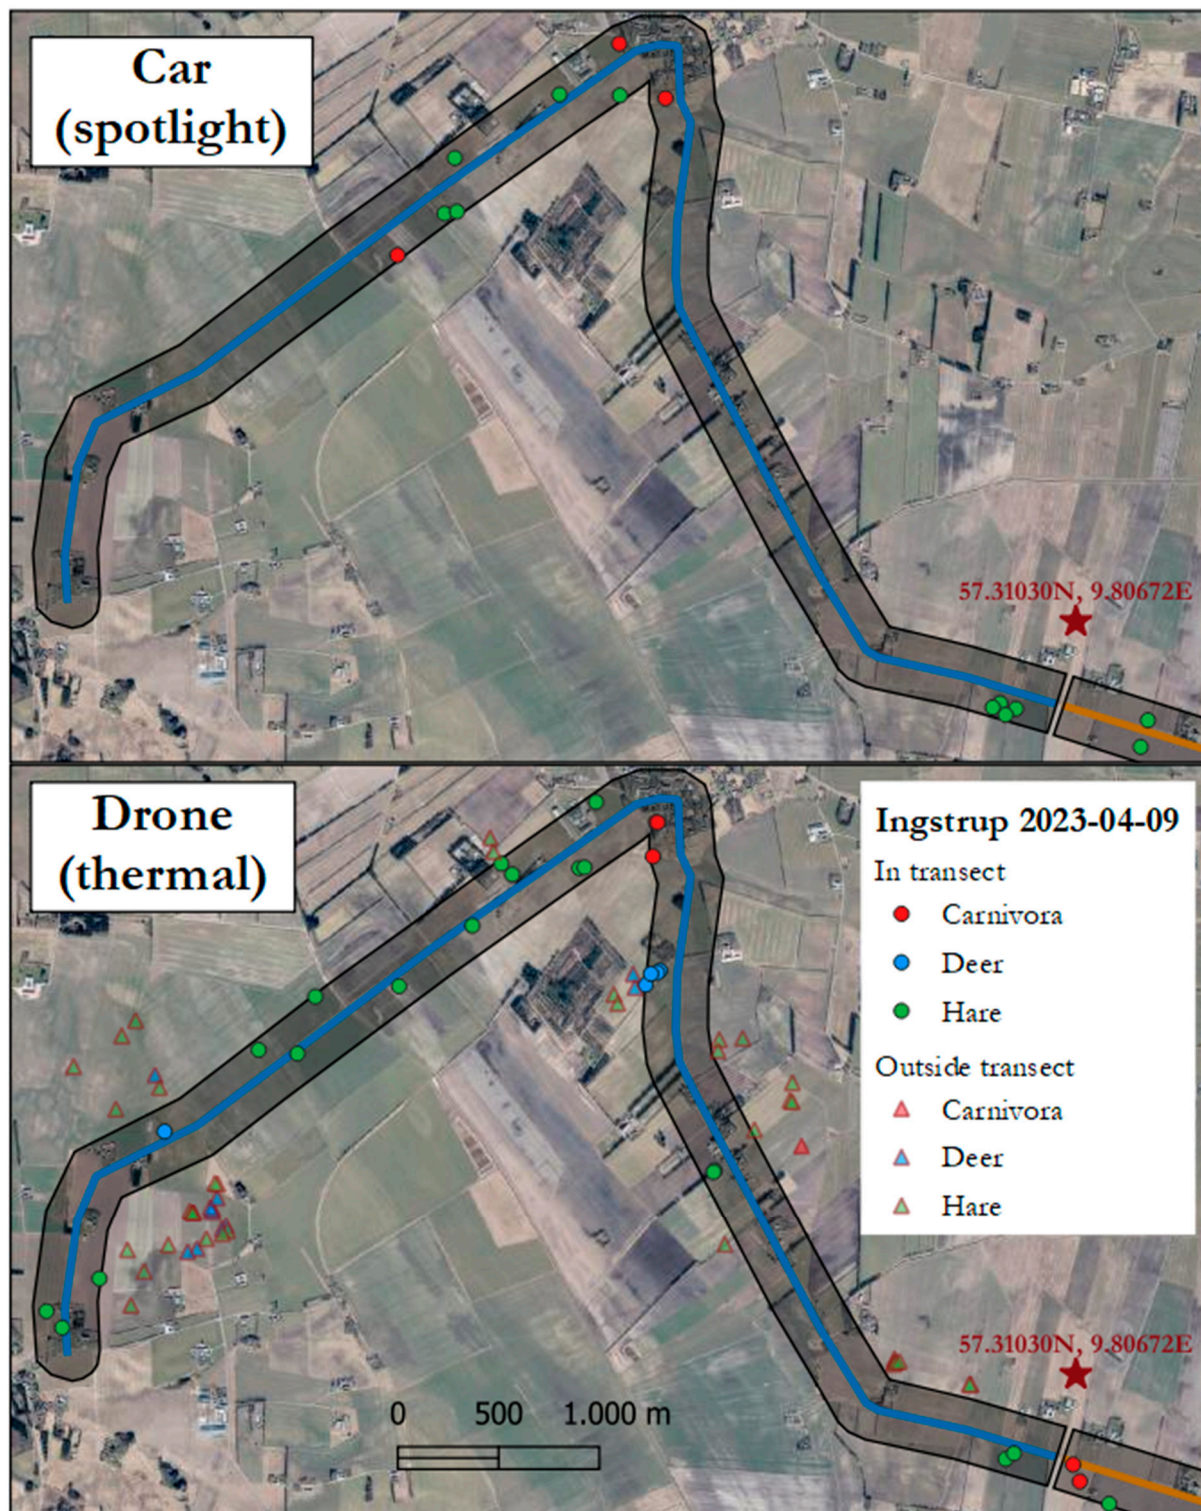 Car
(spotlight)
57.31030N, 9.80672E
Drone
(thermal)
Ingstrup 2023-04-09
In transect
Carnivora
Deer
Hare
Outside transect
Carnivora
Deer
Hare
57.31030N, 9.80672E
0 500 1.000 m